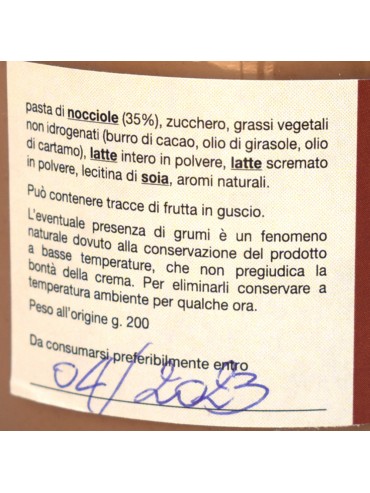 pasta di nocciole (35%), zucchero, grassi vegetali
non idrogenati (burro di cacao, olio di girasole, olio
di cartamo), latte intero in polvere, latte scremato
in polvere, lecitina di soia, aromi naturali.
Può contenere tracce di frutta in guscio.
L'eventuale presenza di grumi è un fenomeno
naturale dovuto alla conservazione del prodotto
a basse temperature, che non pregiudica la
bontà della crema. Per eliminarli conservare a
temperatura ambiente per qualche ora.
Peso all'origine g. 200
Da consumarsi preferibilmente entro
04/2023